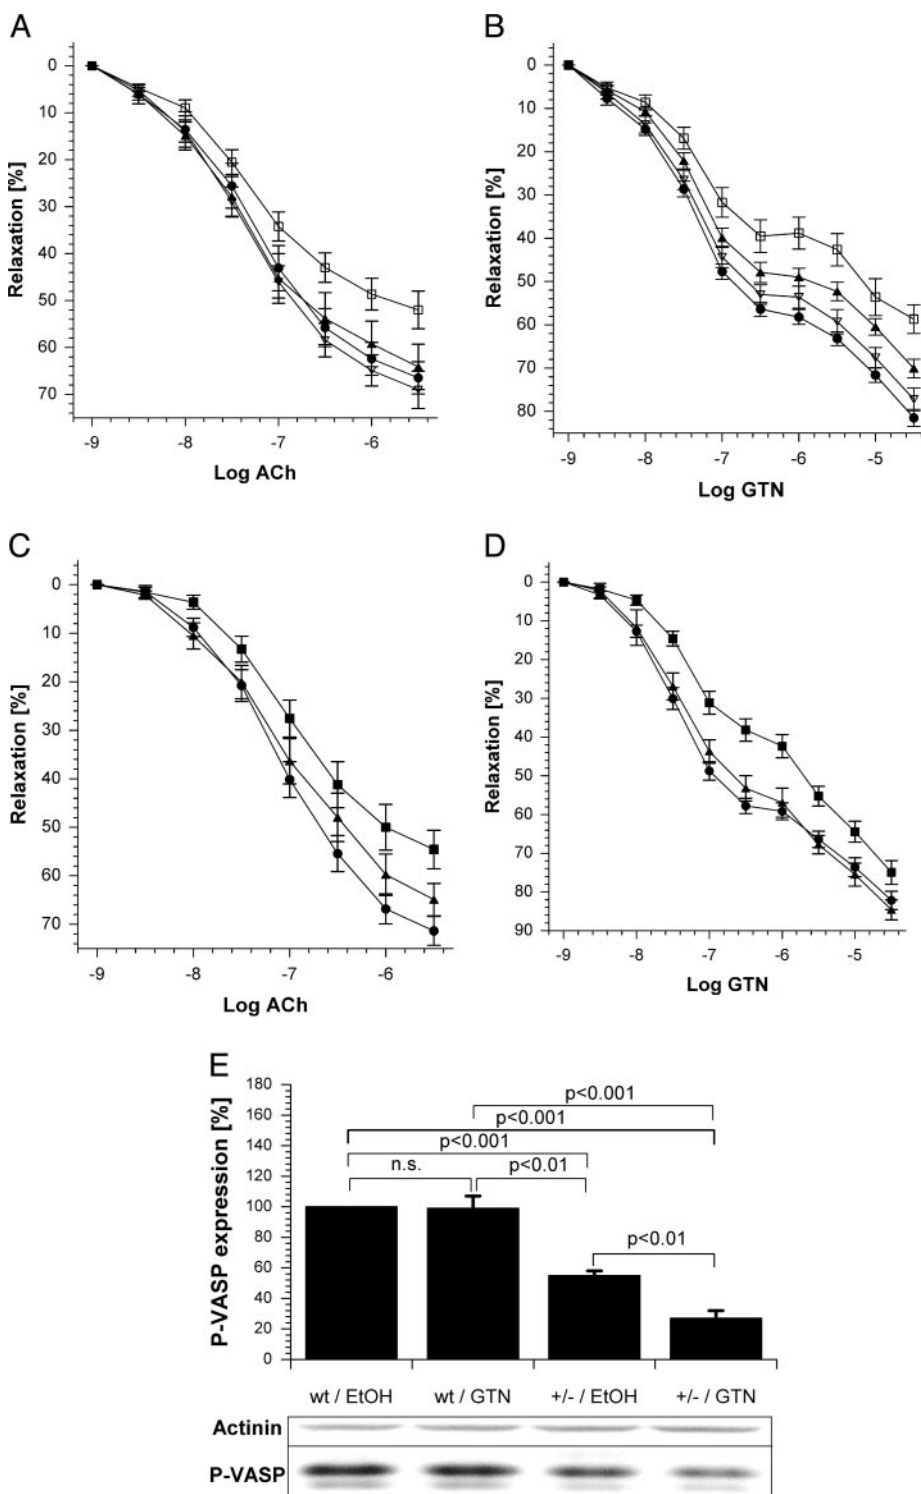 A
0
10
20
30
40
50
60
70
Relaxation [%]
-9
-8
-7
-6
Log ACh
B
0
10
20
30
40
50
60
70
80
Relaxation [%]
-9
-8
-7
-6
-5
Log GTN
C
0
10
20
30
40
50
60
70
Relaxation [%]
-9
-8
-7
-6
Log ACh
D
0
10
20
30
40
50
60
70
80
90
Relaxation [%]
-9
-8
-7
-6
-5
Log GTN
E
180
160
140
120
100
80
60
40
20
0
P-VASP expression [%]
p<0.001
p<0.001
p<0.001
n.s.
p<0.01
p<0.01
wt / EtOH
wt / GTN
+/- / EtOH
+/- / GTN
Actinin
P-VASP